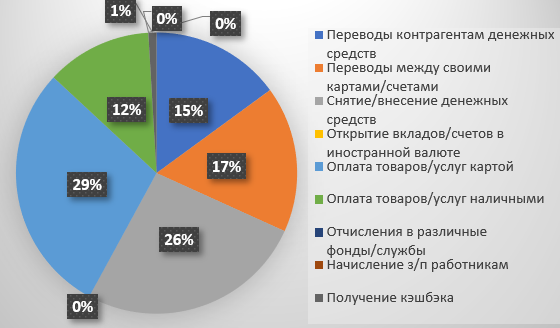 1%
0%
0%
15%
17%
26%
0%
29%
12%
Переводы контрагентам денежных
средств
Переводы между своими
картами/счетами
Снятие/внесение денежных
средств
Открытие вкладов/счетов в
иностранной валюте
Оплата товаров/услуг картой
Оплата товаров/услуг наличными
Отчисления в различные
фонды/службы
Начисление з/п работникам
Получение кэшбэка